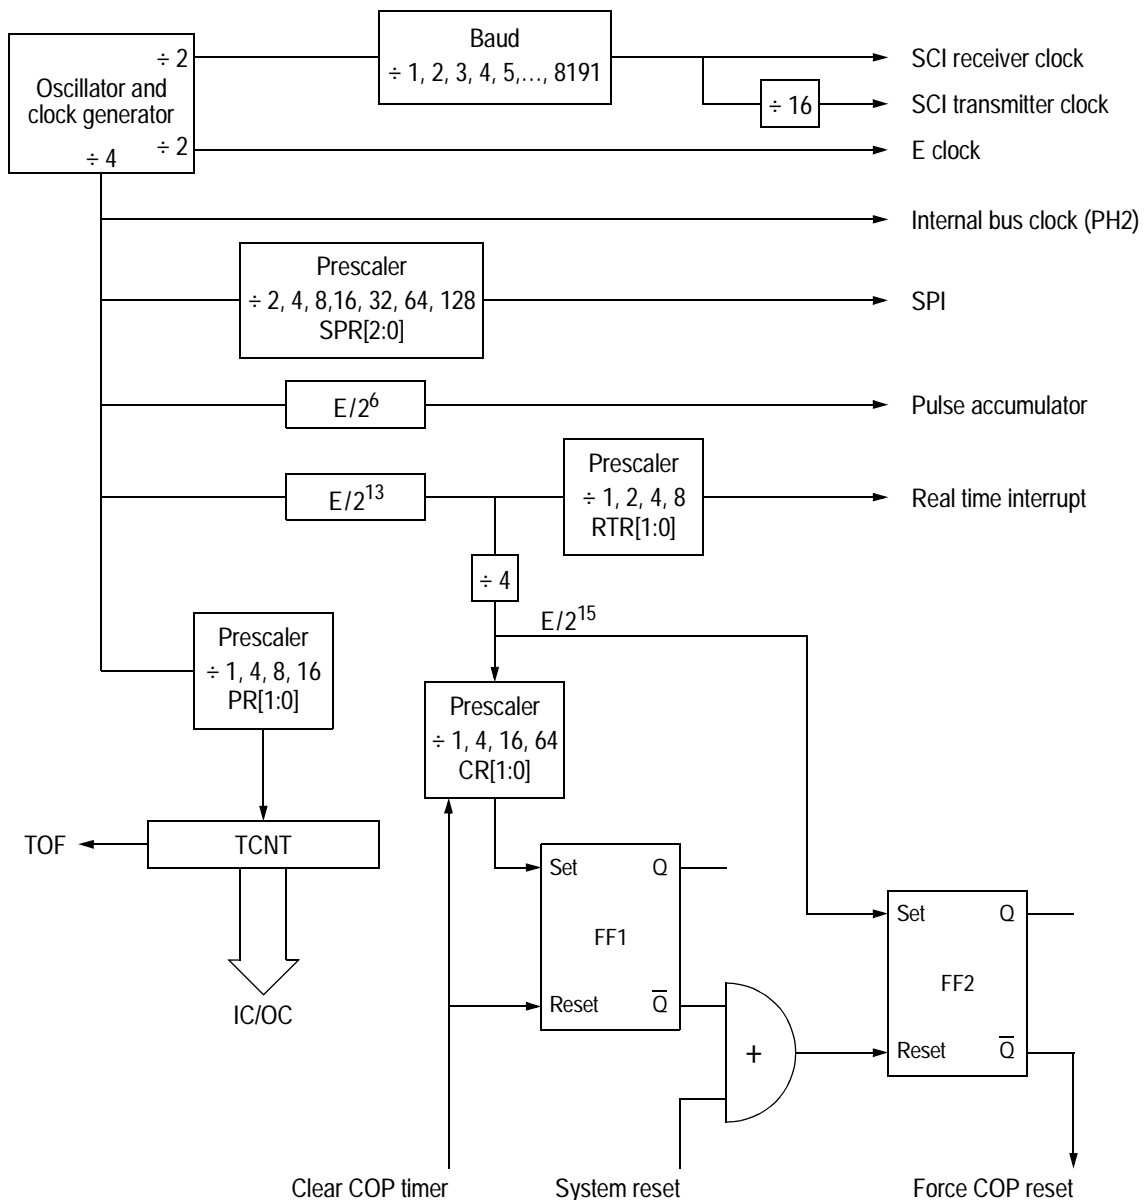 Oscillator and
clock generator
÷ 2
÷ 2
÷ 4
Baud
÷ 1, 2, 3, 4, 5,…, 8191
SCI receiver clock
÷ 16
SCI transmitter clock
E clock
Internal bus clock (PH2)
Prescaler
÷ 2, 4, 8,16, 32, 64, 128
SPR[2:0]
SPI
E/2⁶
Pulse accumulator
E/2¹³
Prescaler
÷ 1, 2, 4, 8
RTR[1:0]
Real time interrupt
÷ 4
E/2¹⁵
Prescaler
÷ 1, 4, 8, 16
PR[1:0]
Prescaler
÷ 1, 4, 16, 64
CR[1:0]
TOF
TCNT
IC/OC
Set Q
FF1
Reset Q̅
+
Set Q
FF2
Reset Q̅
Clear COP timer
System reset
Force COP reset